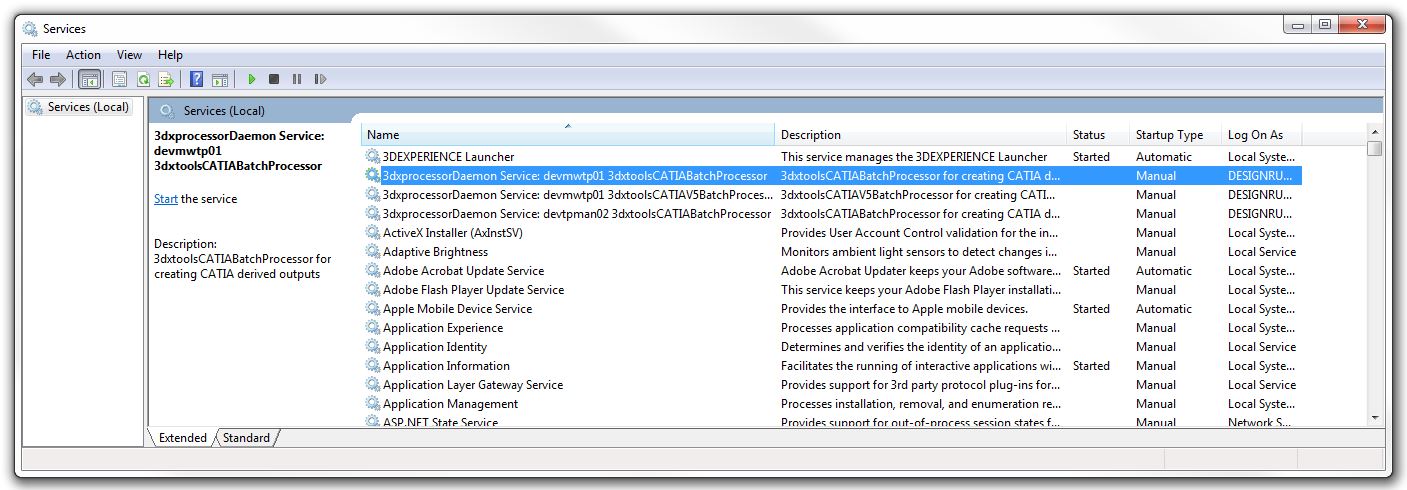 Services
File Action View Help
Services (Local)
Services (Local)
3dxprocessorDaemon Service:
devmwtp01
3dxtoolsCATIABatchProcessor
Start the service
Description:
3dxtoolsCATIABatchProcessor for
creating CATIA derived outputs
Name Description Status Startup Type Log On As
3DEXPERIENCE Launcher This service manages the 3DEXPERIENCE Launcher Started Automatic Local Syste...
3dxprocessorDaemon Service: devmwtp01 3dxtoolsCATIABatchProcessor 3dxtoolsCATIABatchProcessor for creating CATIA d... Manual DESIGNRU...
3dxprocessorDaemon Service: devmwtp01 3dxtoolsCATIAV5BatchProces... 3dxtoolsCATIAV5BatchProcessor for creating CATI... Manual DESIGNRU...
3dxprocessorDaemon Service: devtpman02 3dxtoolsCATIABatchProcessor 3dxtoolsCATIABatchProcessor for creating CATIA d... Manual DESIGNRU...
ActiveX Installer (AxInstSV) Provides User Account Control validation for the in... Manual Local Syste...
Adaptive Brightness Monitors ambient light sensors to detect changes i... Manual Local Service
Adobe Acrobat Update Service Adobe Acrobat Updater keeps your Adobe software... Started Automatic Local Syste...
Adobe Flash Player Update Service This service keeps your Adobe Flash Player installati... Manual Local Syste...
Apple Mobile Device Service Provides the interface to Apple mobile devices. Started Automatic Local Syste...
Application Experience Processes application compatibility cache requests ... Manual Local Syste...
Application Identity Determines and verifies the identity of an applicatio... Manual Local Service
Application Information Facilitates the running of interactive applications wi... Started Manual Local Syste...
Application Layer Gateway Service Provides support for 3rd party protocol plug-ins for... Manual Local Service
Application Management Processes installation, removal, and enumeration re... Manual Local Syste...
ASP.NET State Service Provides support for out-of-process session states f... Manual Network S...
Extended Standard